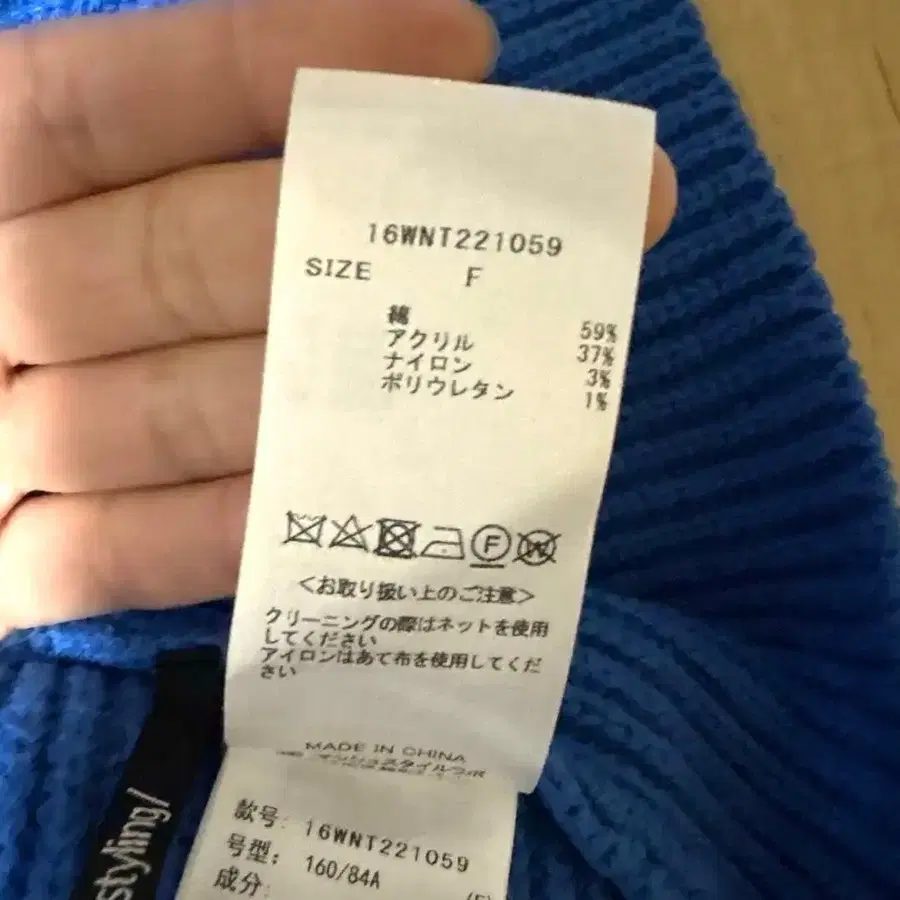 16WNT221059
SIZE F
綿 59%
アクリル 37%
ナイロン 3%
ポリウレタン 1%
F
W
<お取り扱い上のご注意>
クリーニングの際はネットを使用
してください
アイロンはあて布を使用してくだ
さい
MADE IN CHINA
款号: 16WNT221059
号型: 160/84A
成分:
styling/